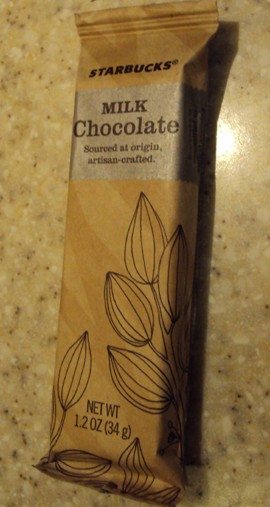 STARBUCKS®
MILK
Chocolate
Sourced at origin,
artisan-crafted.
NET WT
1.2 OZ (34 g)